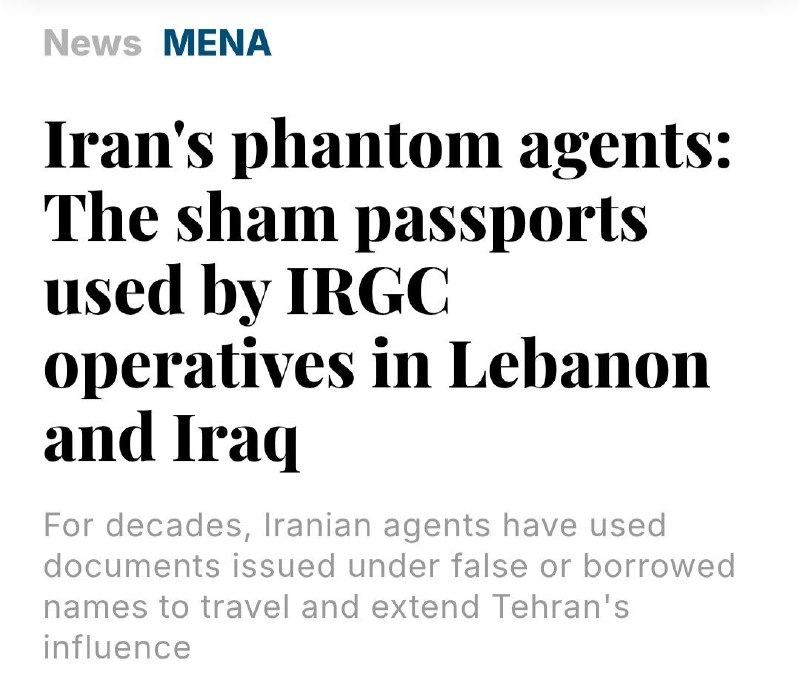 News MENA
Iran's phantom agents:
The sham passports
used by IRGC
operatives in Lebanon
and Iraq
For decades, Iranian agents have used
documents issued under false or borrowed
names to travel and extend Tehran's
influence